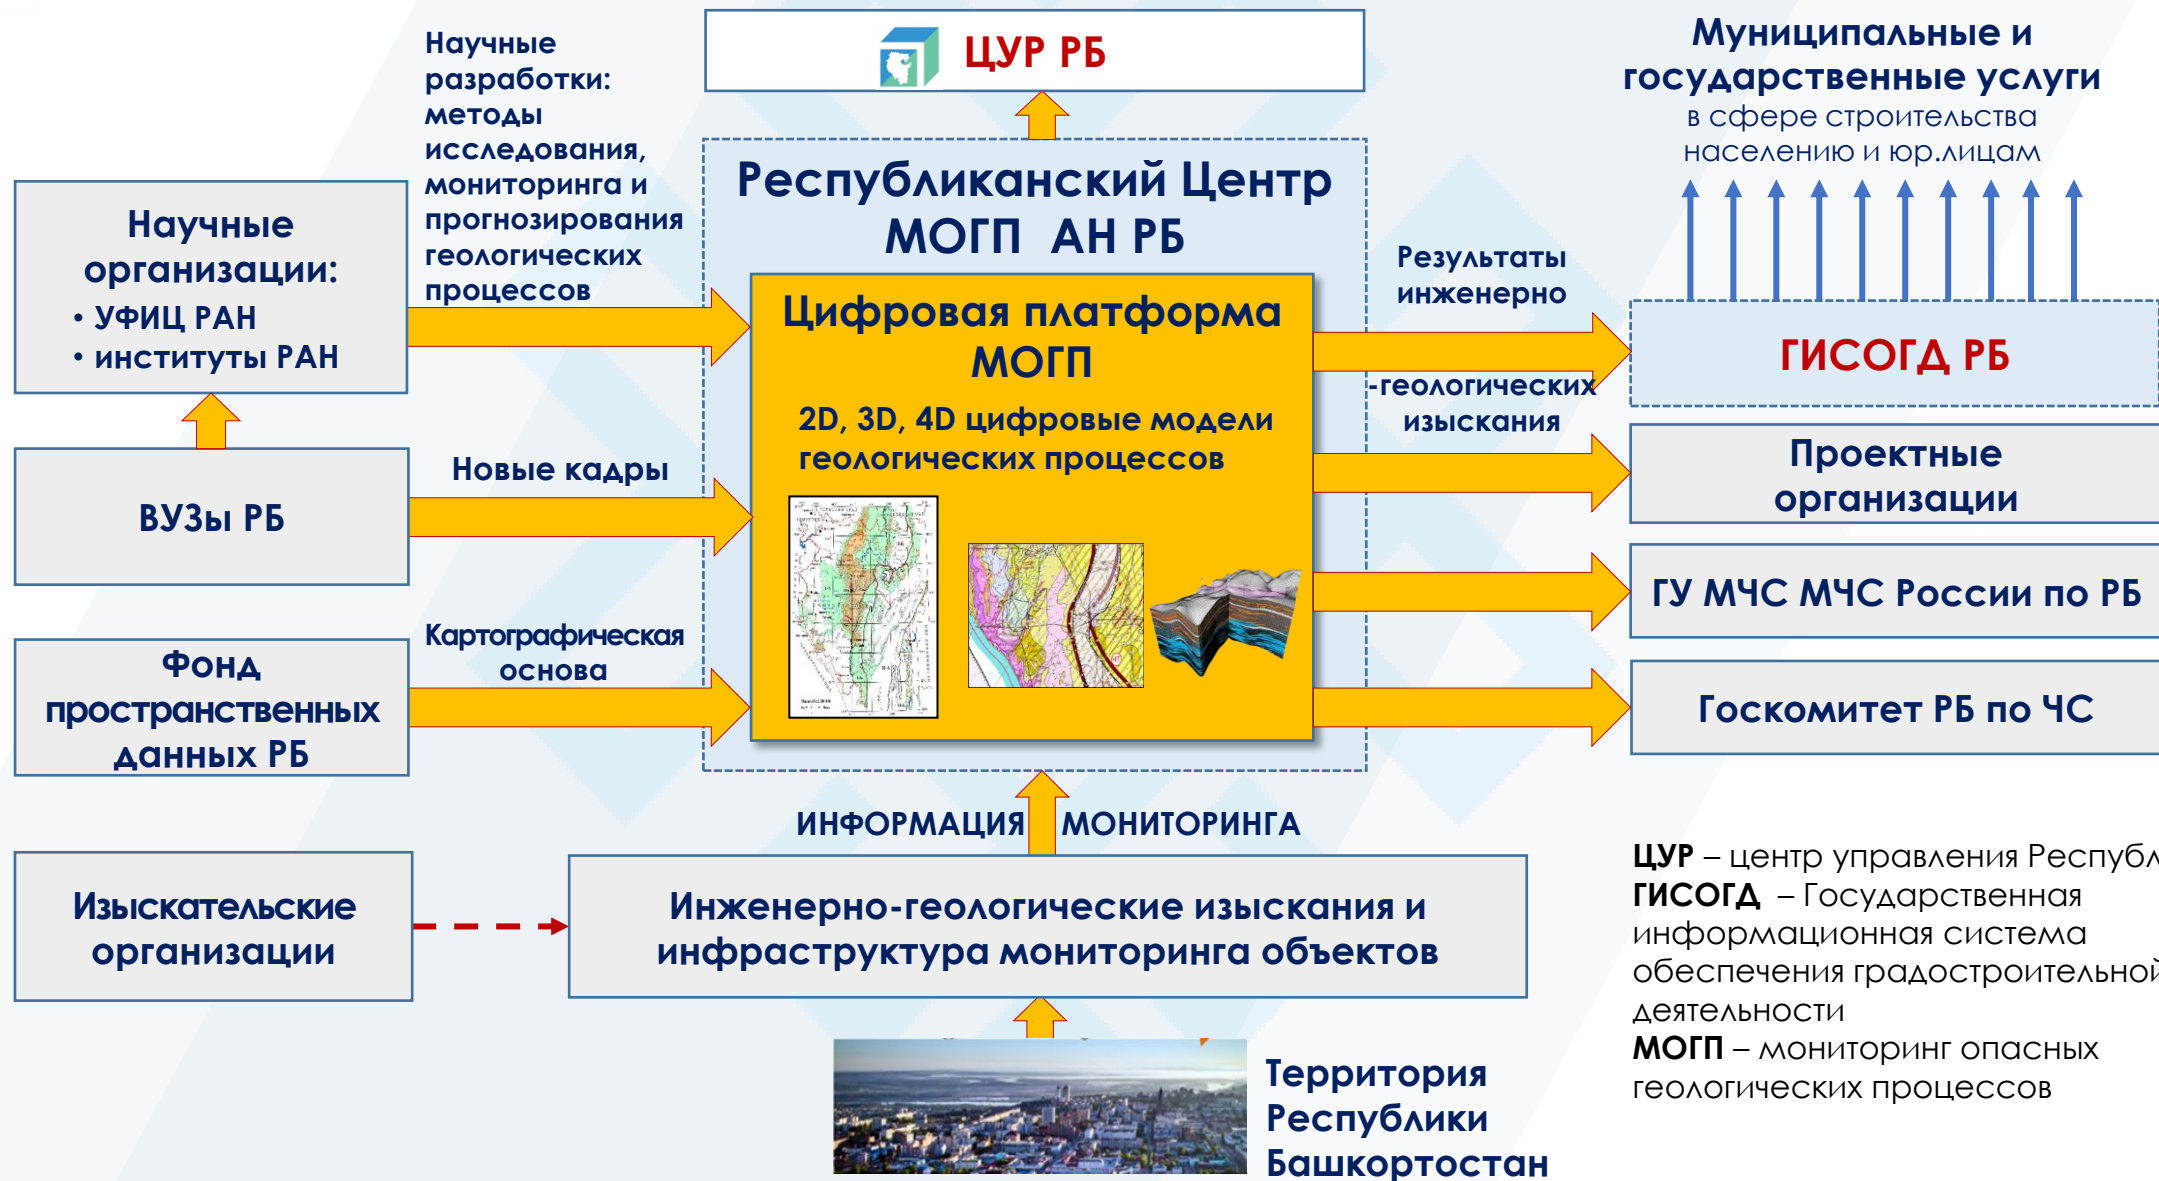 ЦУР РБ
Научные
разработки:
методы
исследования,
мониторинга и
прогнозирования
геологических
процессов
Муниципальные и
государственные услуги
в сфере строительства
населению и юр.лицам
Научные
организации:
• УФИЦ РАН
• институты РАН
Республиканский Центр
МОГП АН РБ
Цифровая платформа
МОГП
2D, 3D, 4D цифровые модели
геологических процессов
Результаты
инженерно
-геологических
изыскания
ГИСОГД РБ
ВУЗы РБ
Новые кадры
Проектные
организации
ГУ МЧС МЧС России по РБ
Фонд
пространственных
данных РБ
Картографическая
основа
Госкомитет РБ по ЧС
ИНФОРМАЦИЯ МОНИТОРИНГА
Изыскательские
организации
Инженерно-геологические изыскания и
инфраструктура мониторинга объектов
Территория
Республики
Башкортостан
ЦУР – центр управления Республ
ГИСОГД – Государственная
информационная система
обеспечения градостроительной
деятельности
МОГП – мониторинг опасных
геологических процессов